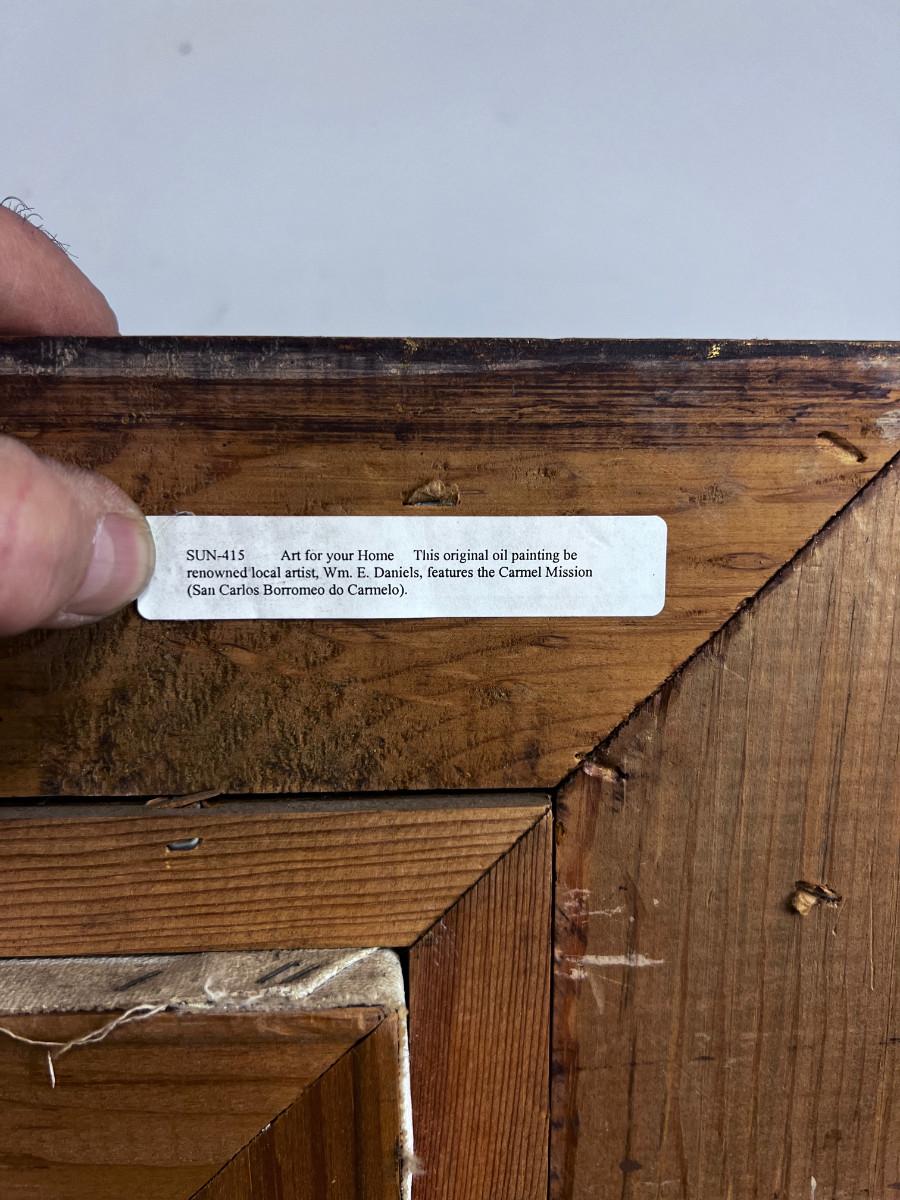 SUN-415 Art for your Home This original oil painting be
renowned local artist, Wm. E. Daniels, features the Carmel Mission
(San Carlos Borromeo do Carmelo).